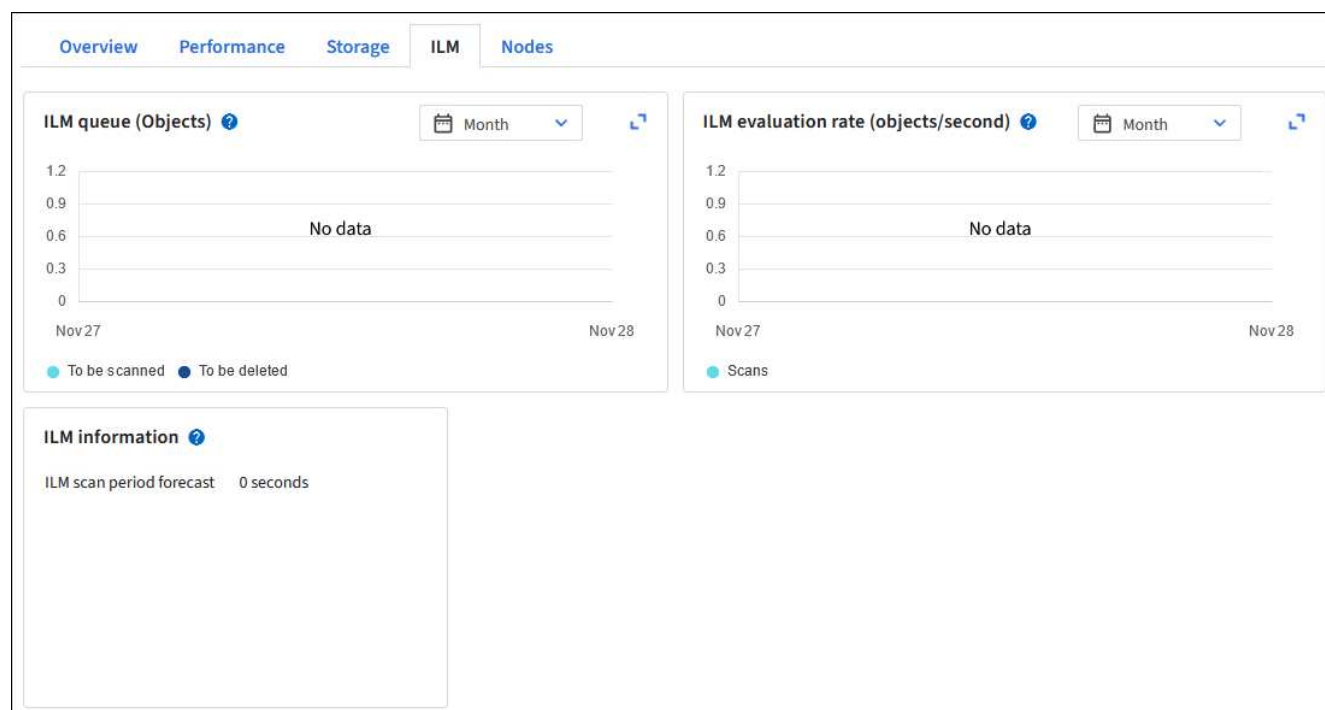 Overview Performance Storage ILM Nodes
ILM queue (Objects) ? Month
1.2
0.9
0.6
0.3
0
No data
Nov 27 Nov 28
To be scanned To be deleted
ILM evaluation rate (objects/second) ? Month
1.2
0.9
0.6
0.3
0
No data
Nov 27 Nov 28
Scans
ILM information ?
ILM scan period forecast 0 seconds